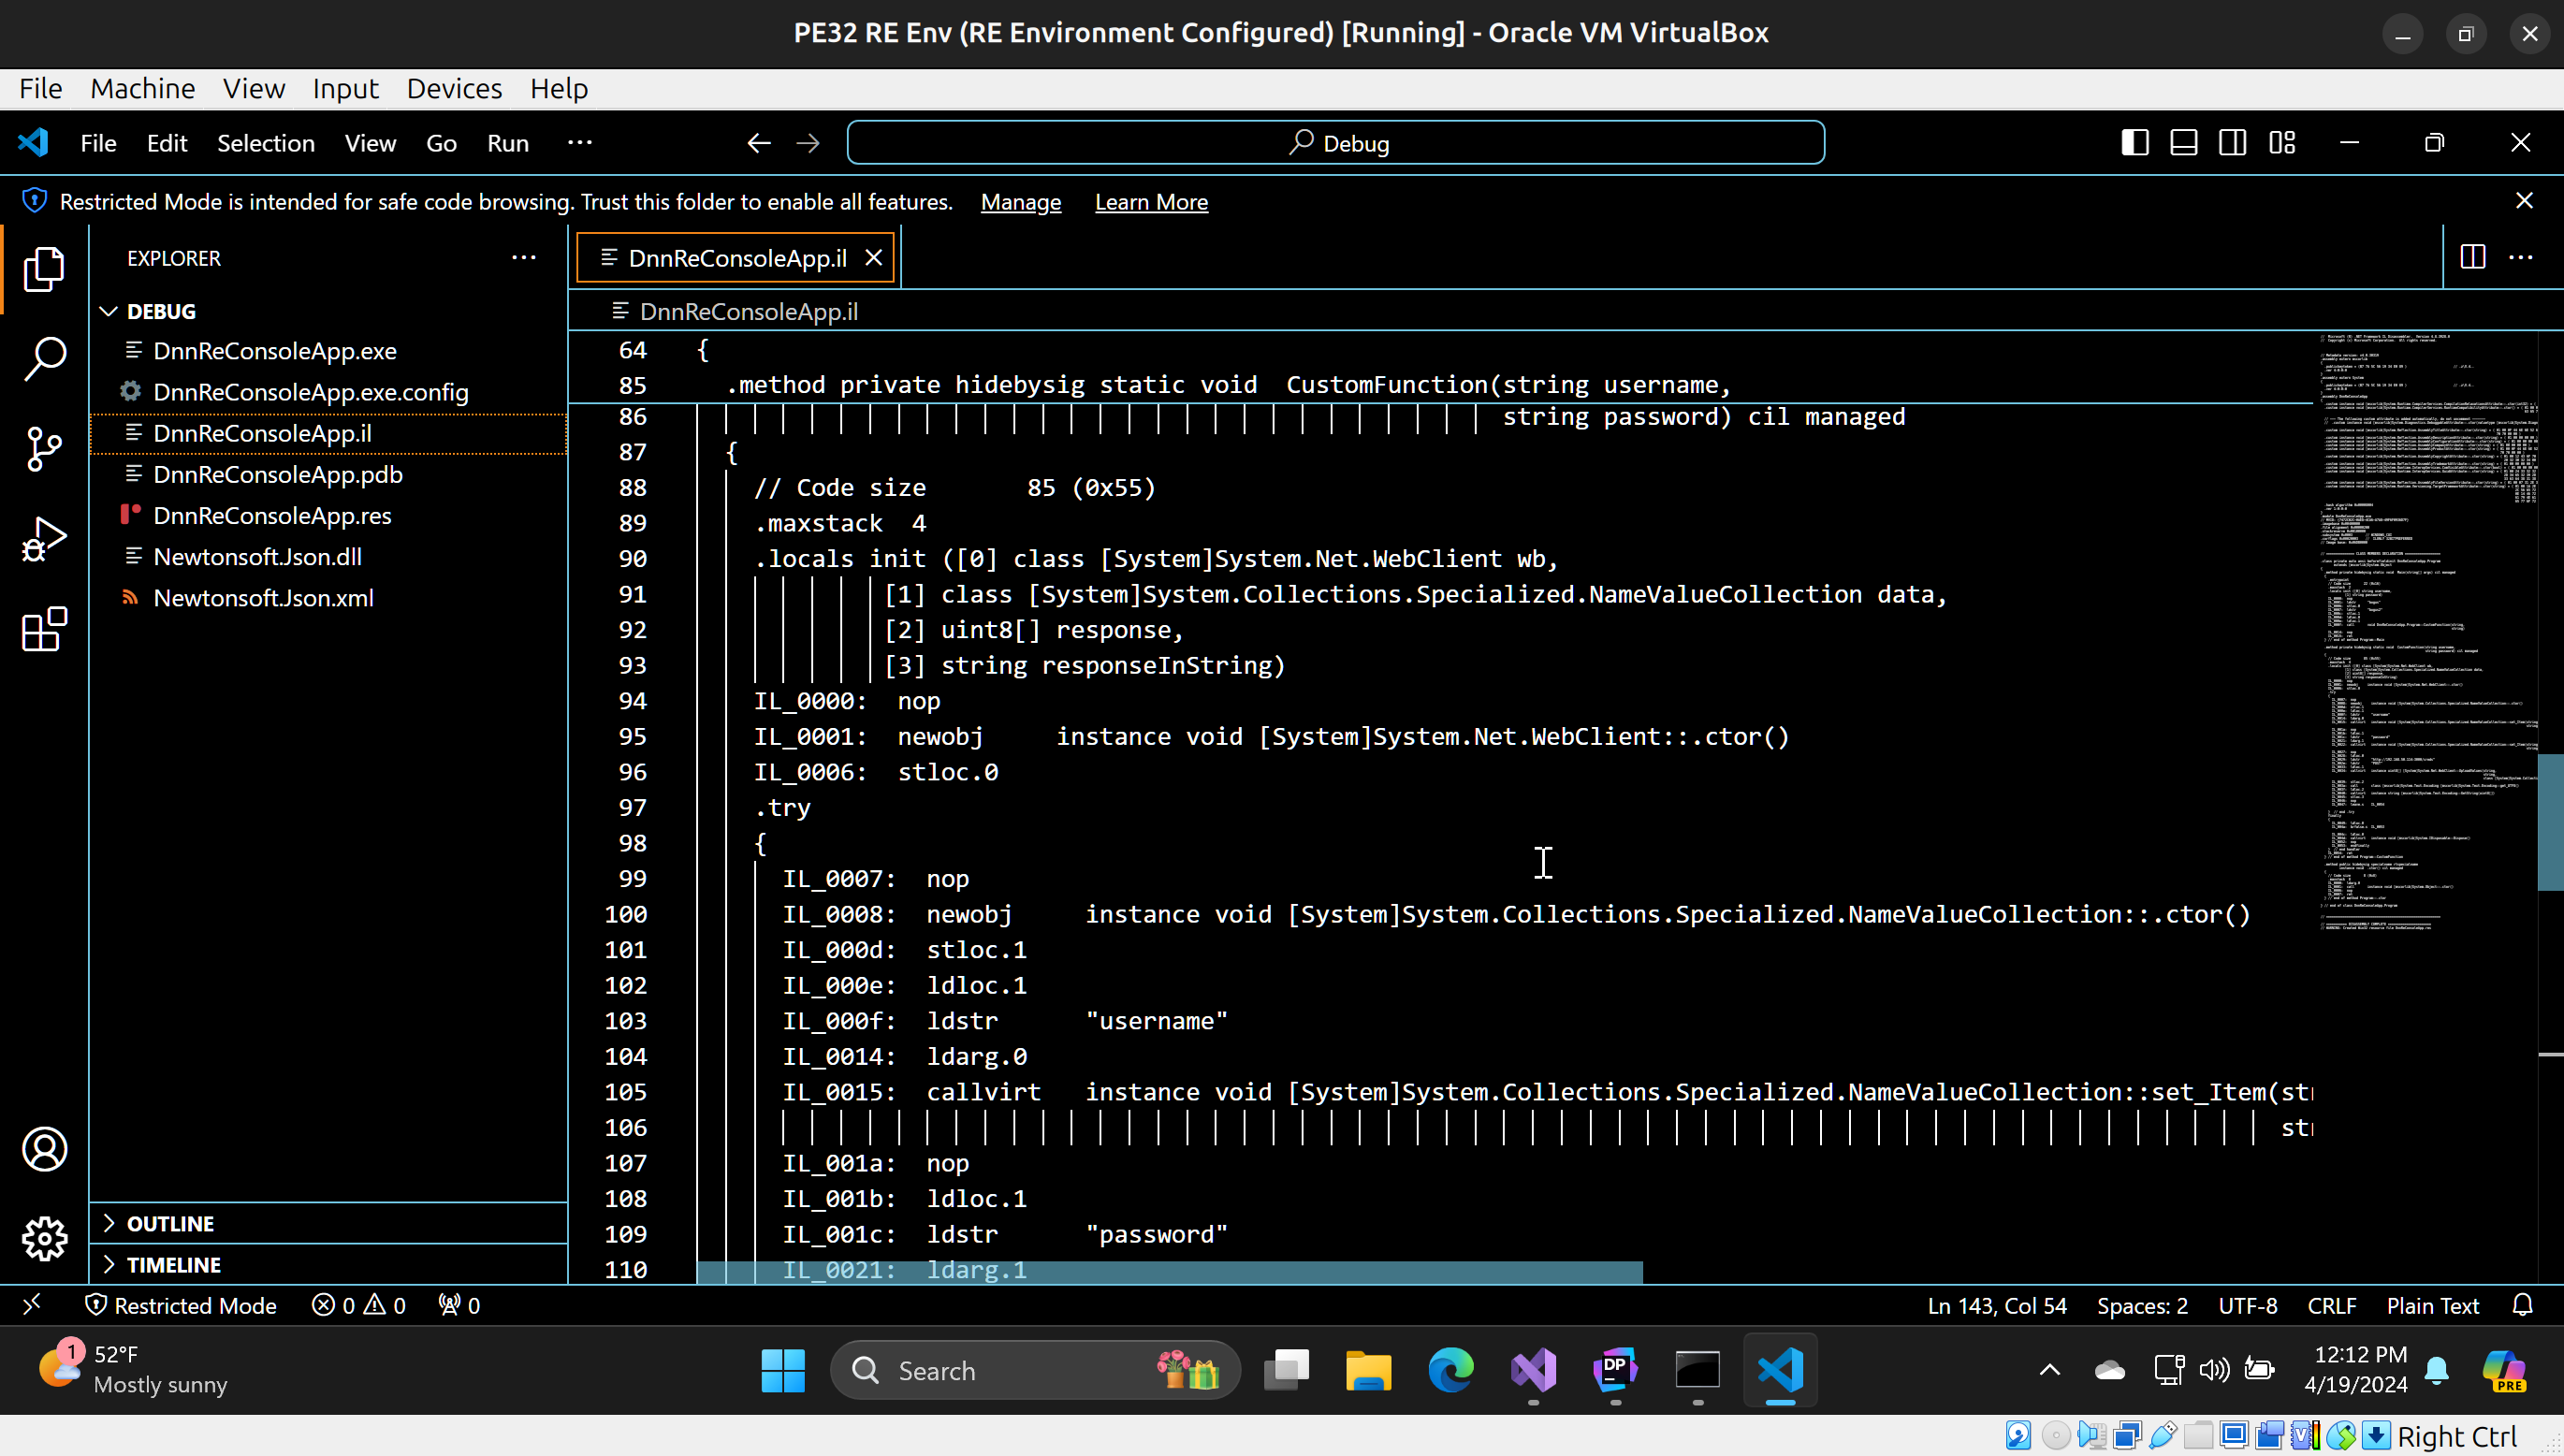 PE32 RE Env (RE Environment Configured) [Running] - Oracle VM VirtualBox
File Machine View Input Devices Help
File Edit Selection View Go Run ··· Debug
Restricted Mode is intended for safe code browsing. Trust this folder to enable all features. Manage Learn More
EXPLORER
DEBUG
DnnReConsoleApp.exe
DnnReConsoleApp.exe.config
DnnReConsoleApp.il
DnnReConsoleApp.pdb
DnnReConsoleApp.res
Newtonsoft.Json.dll
Newtonsoft.Json.xml
OUTLINE
TIMELINE
DnnReConsoleApp.il
DnnReConsoleApp.il
64 {
85 .method private hidebysig static void CustomFunction(string username,
86 string password) cil managed
87 {
88 // Code size 85 (0x55)
89 .maxstack 4
90 .locals init ([0] class [System]System.Net.WebClient wb,
91 [1] class [System]System.Collections.Specialized.NameValueCollection data,
92 [2] uint8[] response,
93 [3] string responseInString)
94 IL_0000: nop
95 IL_0001: newobj instance void [System]System.Net.WebClient::.ctor()
96 IL_0006: stloc.0
97 .try
98 {
99 IL_0007: nop
100 IL_0008: newobj instance void [System]System.Collections.Specialized.NameValueCollection::.ctor()
101 IL_000d: stloc.1
102 IL_000e: ldloc.1
103 IL_000f: ldstr "username"
104 IL_0014: ldarg.0
105 IL_0015: callvirt instance void [System]System.Collections.Specialized.NameValueCollection::set_Item(str
106 str
107 IL_001a: nop
108 IL_001b: ldloc.1
109 IL_001c: ldstr "password"
110 IL_0021: ldarg.1
Restricted Mode 0 0 0 Ln 143, Col 54 Spaces: 2 UTF-8 CRLF Plain Text
1
52°F
Mostly sunny
Search
DP
12:12 PM
4/19/2024
PRE
Right Ctrl